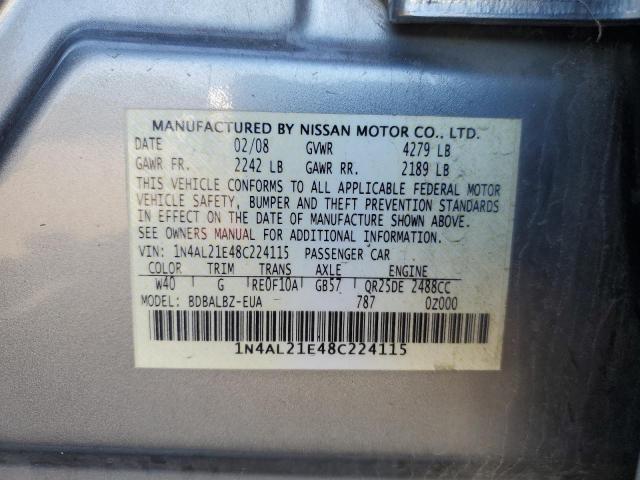 MANUFACTURED BY NISSAN MOTOR CO., LTD.
DATE 02/08 GVWR 4279 LB
GAWR FR. 2242 LB GAWR RR. 2189 LB
THIS VEHICLE CONFORMS TO ALL APPLICABLE FEDERAL MOTOR
VEHICLE SAFETY, BUMPER AND THEFT PREVENTION STANDARDS
IN EFFECT ON THE DATE OF MANUFACTURE SHOWN ABOVE.
SEE OWNERS MANUAL FOR ADDITIONAL INFORMATION.
VIN: 1N4AL21E48C224115 PASSENGER CAR
COLOR TRIM TRANS AXLE ENGINE
W40 G RE0F10A GB57 QR25DE 2488CC
MODEL: BDBALBZ-EUA 787 0Z000
1N4AL21E48C224115